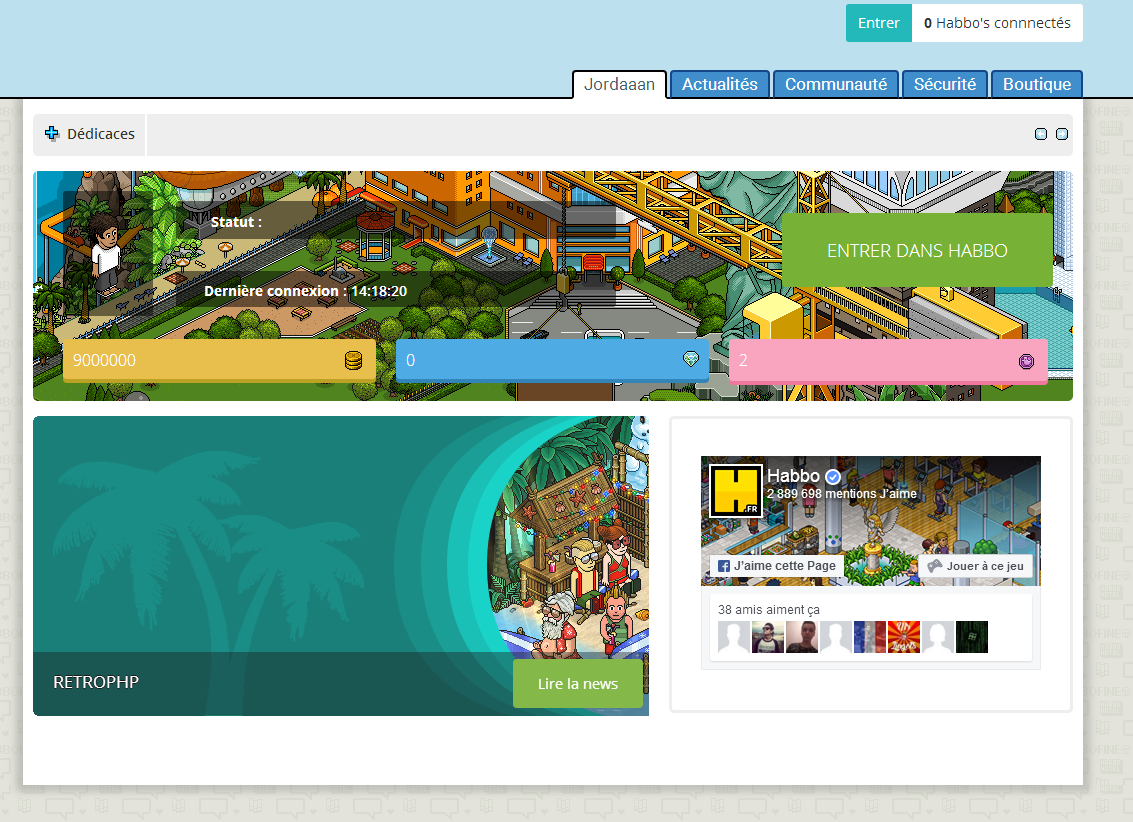 Entrer
0 Habbo's connnectés
Jordaaan
Actualités
Communauté
Sécurité
Boutique
Dédicaces
Statut :
ENTRER DANS HABBO
Dernière connexion : 14:18:20
9000000
0
2
Habbo
2 889 698 mentions J'aime
H
.FR
J'aime cette Page
Jouer à ce jeu
38 amis aiment ça
RETROPHP
Lire la news